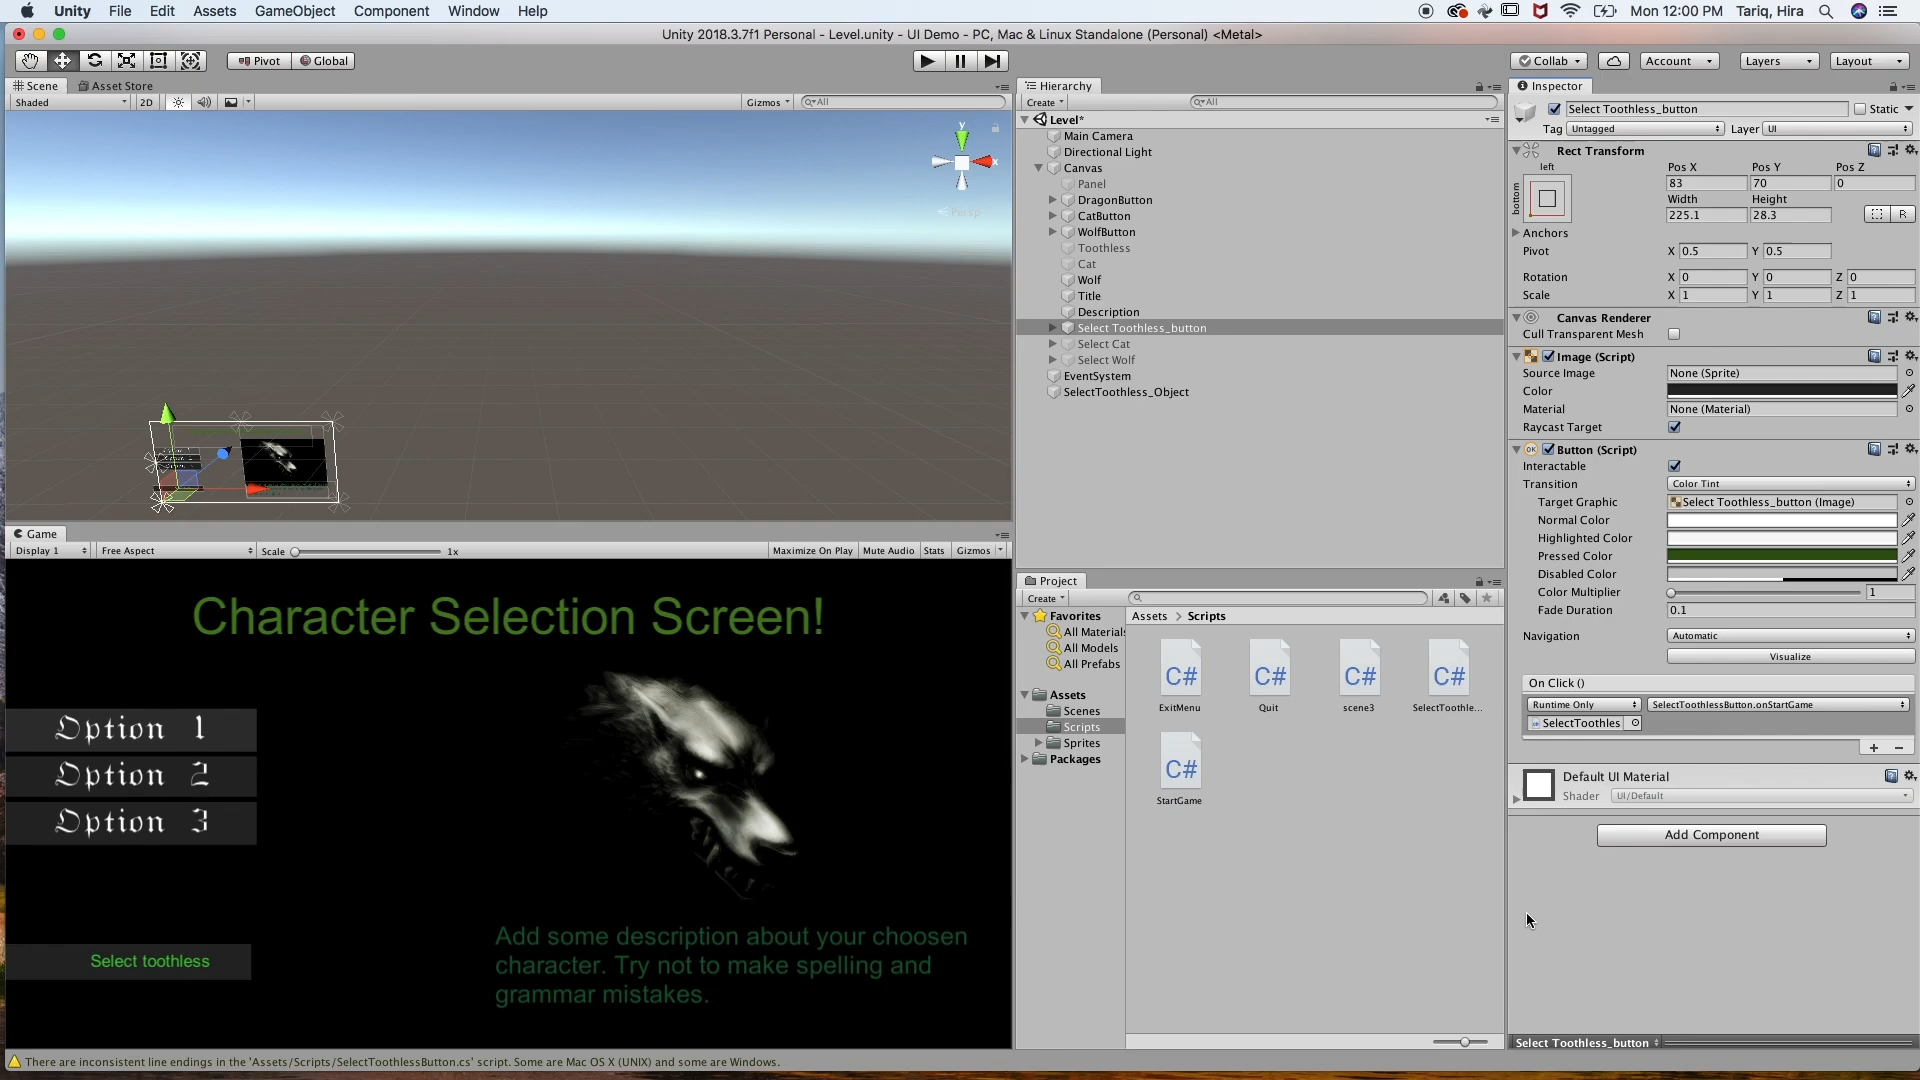 Unity File Edit Assets GameObject Component Window Help
Mon 12:00 PM Tariq, Hira
Unity 2018.3.7f1 Personal - Level.unity - UI Demo - PC, Mac & Linux Standalone (Personal) <Metal>
Pivot Global
Collab Account Layers Layout
Scene Asset Store
Shaded 2D Gizmos All
y
x
Persp
Game
Display 1 Free Aspect Scale 1x Maximize On Play Mute Audio Stats Gizmos
Character Selection Screen!
Option 1
Option 2
Option 3
Select toothless
Add some description about your choosen
character. Try not to make spelling and
grammar mistakes.
There are inconsistent line endings in the 'Assets/Scripts/SelectToothlessButton.cs' script. Some are Mac OS X (UNIX) and some are Windows.
Hierarchy
Create All
Level*
Main Camera
Directional Light
Canvas
Panel
DragonButton
CatButton
WolfButton
Toothless
Cat
Wolf
Title
Description
Select Toothless_button
Select Cat
Select Wolf
EventSystem
SelectToothless_Object
Project
Create
Favorites
All Materials
All Models
All Prefabs
Assets
Scenes
Scripts
Sprites
Packages
Assets > Scripts
C# C# C# C#
ExitMenu Quit scene3 SelectToothle...
C#
StartGame
Inspector
Select Toothless_button Static
Tag Untagged Layer UI
Rect Transform
left
bottom
Pos X Pos Y Pos Z
83 70 0
Width Height
225.1 28.3 R
Anchors
Pivot X 0.5 Y 0.5
Rotation X 0 Y 0 Z 0
Scale X 1 Y 1 Z 1
Canvas Renderer
Cull Transparent Mesh
Image (Script)
Source Image None (Sprite)
Color
Material None (Material)
Raycast Target
OK Button (Script)
Interactable
Transition Color Tint
Target Graphic Select Toothless_button (Image)
Normal Color
Highlighted Color
Pressed Color
Disabled Color
Color Multiplier 1
Fade Duration 0.1
Navigation Automatic
Visualize
On Click ()
Runtime Only SelectToothlessButton.onStartGame
SelectToothles
+ −
Default UI Material
Shader UI/Default
Add Component
Select Toothless_button